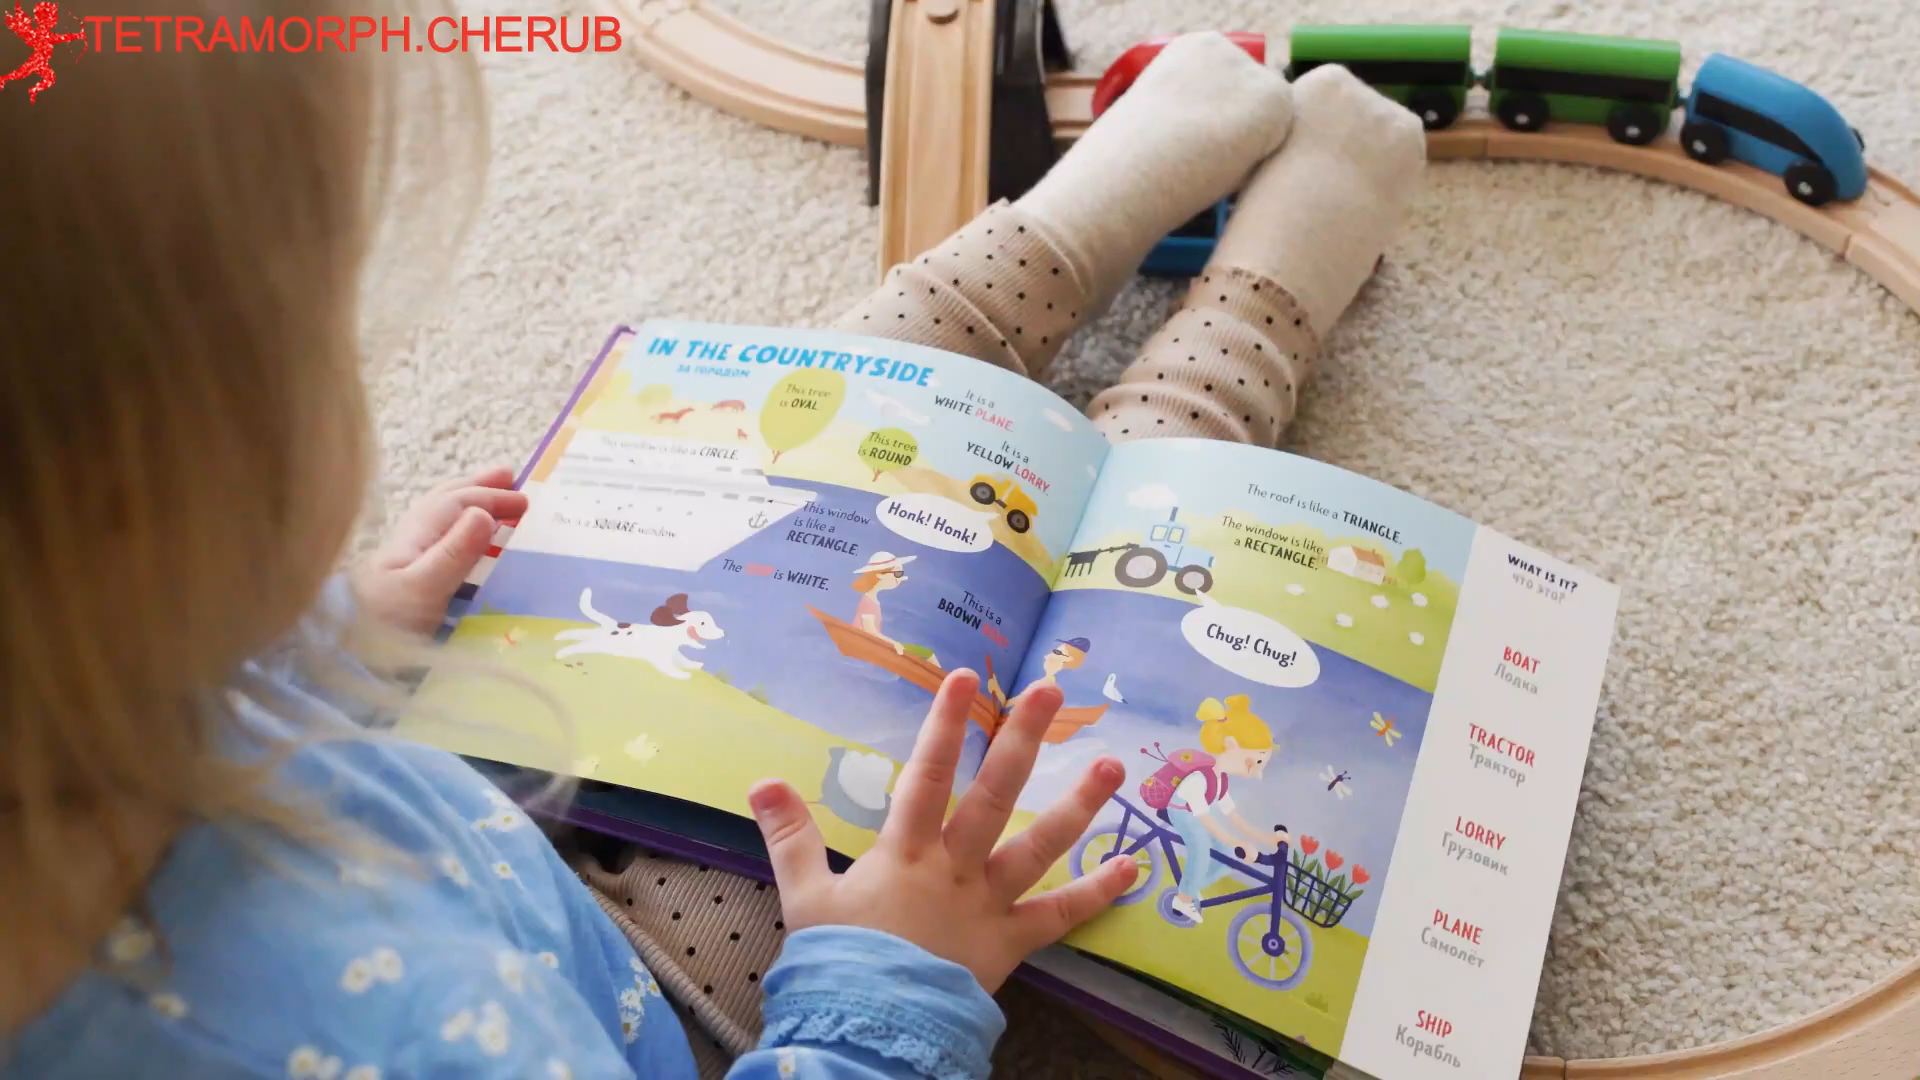 TETRAMORPH.CHERUB
IN THE COUNTRYSIDE
ЗА ГОРОДОМ
This tree
is OVAL.
It is a
WHITE PLANE.
This tree
is ROUND
It is a
YELLOW LORRY.
This window is like a CIRCLE.
This is a SQUARE window
This window
is like a
RECTANGLE.
Honk! Honk!
The is WHITE.
This is a
BROWN BOAT
The roof is like a TRIANGLE.
The window is like
a RECTANGLE.
Chug! Chug!
WHAT IS IT?
ЧТО ЭТО?
BOAT
Лодка
TRACTOR
Трактор
LORRY
Грузовик
PLANE
Самолёт
SHIP
Корабль